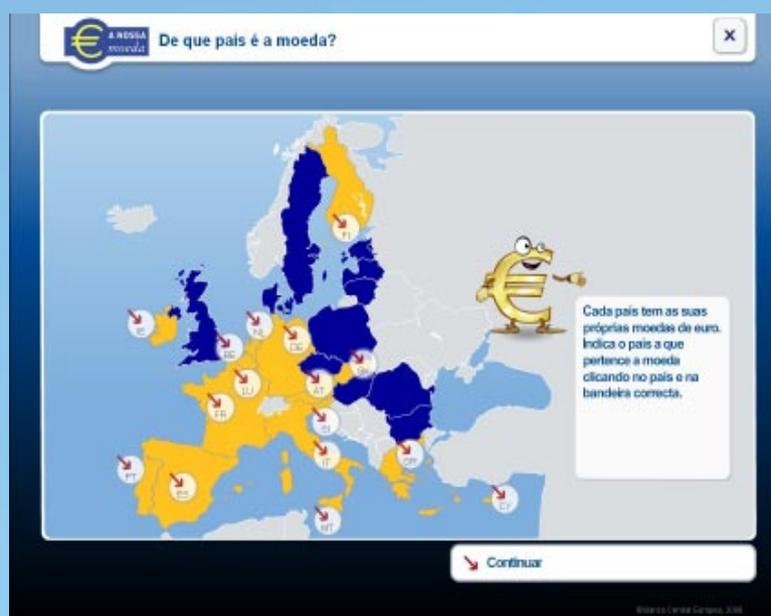 A NOSSA
moeda
De que país é a moeda?
X
FI
IE
NL
BE
DE
LU
SK
AT
FR
SI
IT
GR
PT
ES
CY
MT
Cada país tem as suas
próprias moedas de euro.
Indica o país a que
pertence a moeda
clicando no país e na
bandeira correcta.
Continuar